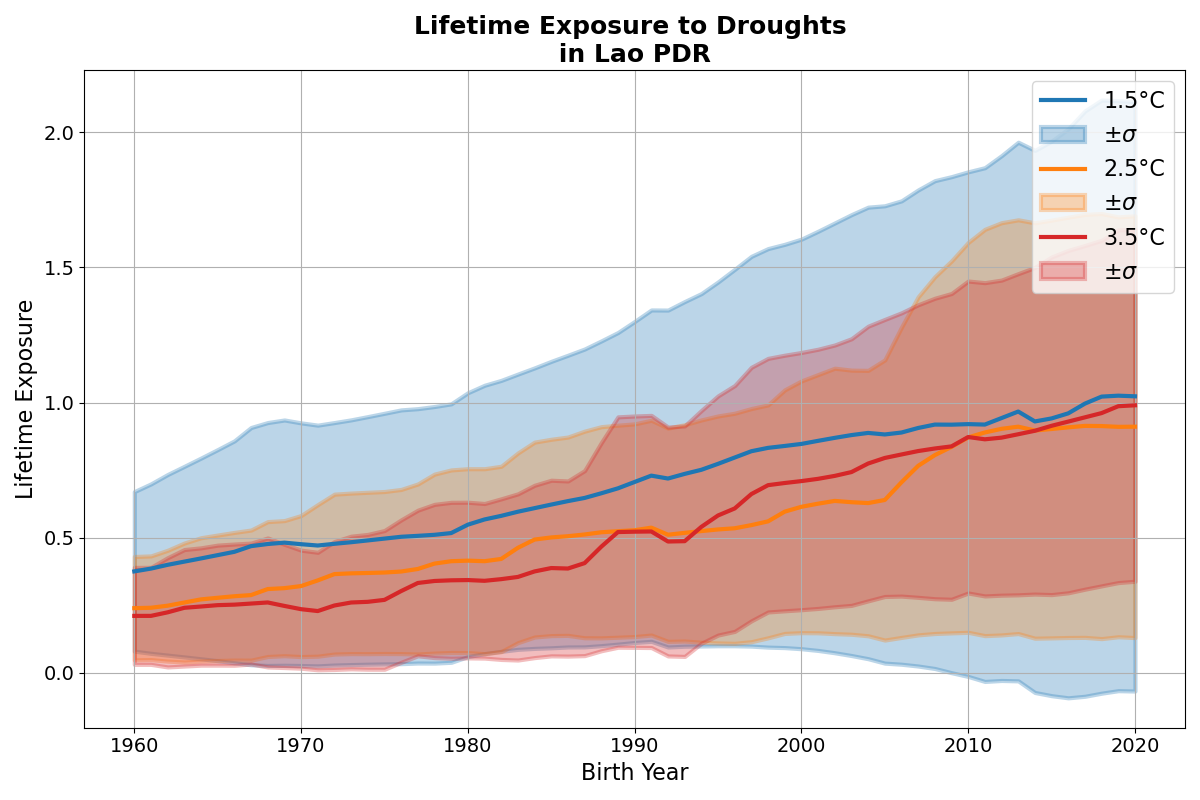 Lifetime Exposure to Droughts
in Lao PDR
Lifetime Exposure
2.0
1.5
1.0
0.5
0.0
1960 1970 1980 1990 2000 2010 2020
Birth Year
1.5°C
±σ
2.5°C
±σ
3.5°C
±σ